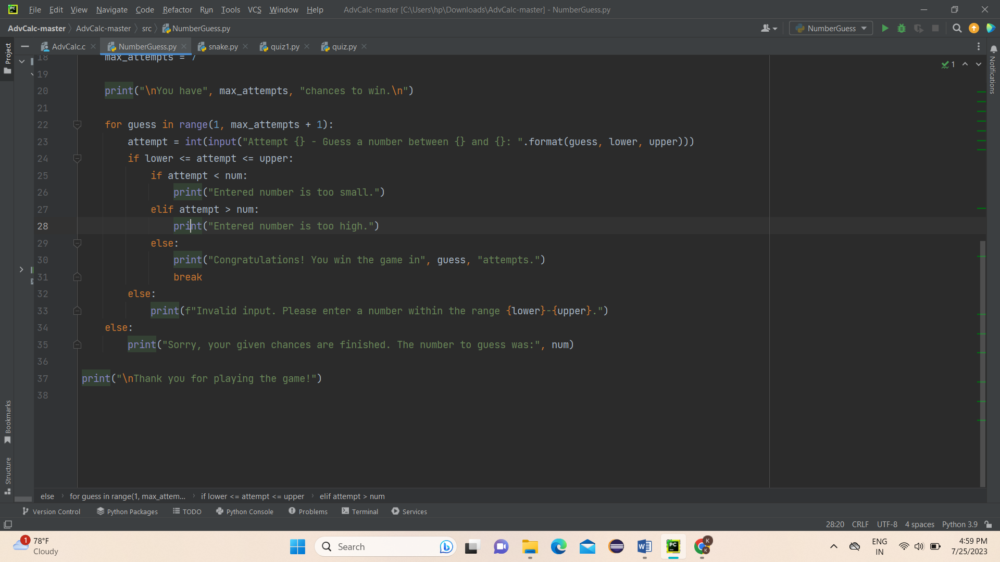 File Edit View Navigate Code Refactor Run Tools VCS Window Help AdvCalc-master [C:\Users\hp\Downloads\AdvCalc-master] - NumberGuess.py
AdvCalc-master AdvCalc-master src NumberGuess.py NumberGuess
AdvCalc.c NumberGuess.py snake.py quiz1.py quiz.py
Project
Notifications
1
18 max_attempts = 7
19
20 print("\nYou have", max_attempts, "chances to win.\n")
21
22 for guess in range(1, max_attempts + 1):
23 attempt = int(input("Attempt {} - Guess a number between {} and {}: ".format(guess, lower, upper)))
24 if lower <= attempt <= upper:
25 if attempt < num:
26 print("Entered number is too small.")
27 elif attempt > num:
28 print("Entered number is too high.")
29 else:
30 print("Congratulations! You win the game in", guess, "attempts.")
31 break
32 else:
33 print(f"Invalid input. Please enter a number within the range {lower}-{upper}.")
34 else:
35 print("Sorry, your given chances are finished. The number to guess was:", num)
36
37 print("\nThank you for playing the game!")
38
Bookmarks
Structure
else for guess in range(1, max_attem... if lower <= attempt <= upper elif attempt > num
Version Control Python Packages TODO Python Console Problems Terminal Services
28:20 CRLF UTF-8 4 spaces Python 3.9
1 78°F
Cloudy
Search
PC
K
K
ENG
IN
4:59 PM
7/25/2023